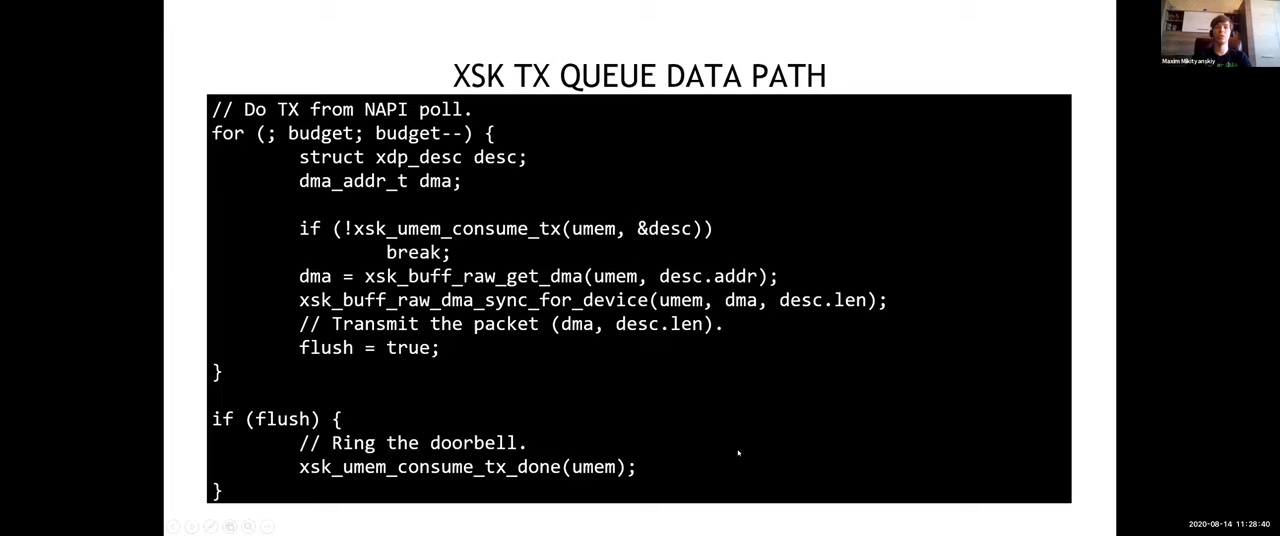 XSK TX QUEUE DATA PATH
// Do TX from NAPI poll.
for (; budget; budget--) {
struct xdp_desc desc;
dma_addr_t dma;
if (!xsk_umem_consume_tx(umem, &desc))
break;
dma = xsk_buff_raw_get_dma(umem, desc.addr);
xsk_buff_raw_dma_sync_for_device(umem, dma, desc.len);
// Transmit the packet (dma, desc.len).
flush = true;
}
if (flush) {
// Ring the doorbell.
xsk_umem_consume_tx_done(umem);
}
Maxim Mikityanskiy
2020-08-14 11:28:40